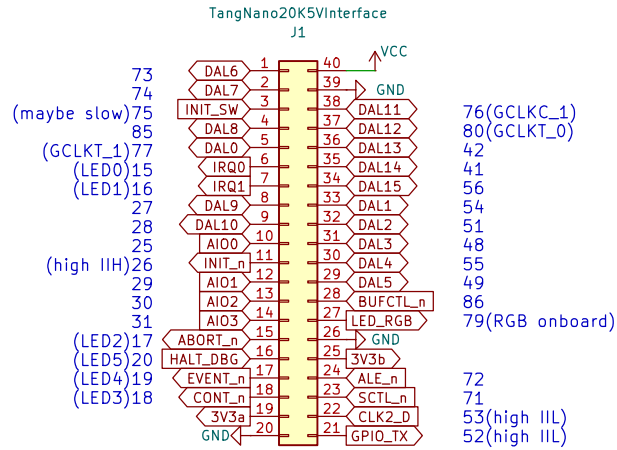 TangNano20K5VInterface
J1
73 DAL6 1 40 VCC
74 DAL7 2 39 GND
(maybe slow)75 INIT_SW 3 38 DAL11 76(GCLKC_1)
85 DAL8 4 37 DAL12 80(GCLKT_0)
(GCLKT_1)77 DAL0 5 36 DAL13 42
(LED0)15 IRQ0 6 35 DAL14 41
(LED1)16 IRQ1 7 34 DAL15 56
27 DAL9 8 33 DAL1 54
28 DAL10 9 32 DAL2 51
25 AIO0 10 31 DAL3 48
(high IIH)26 INIT_n 11 30 DAL4 55
29 AIO1 12 29 DAL5 49
30 AIO2 13 28 BUFCTL_n 86
31 AIO3 14 27 LED_RGB 79(RGB onboard)
(LED2)17 ABORT_n 15 26 GND
(LED5)20 HALT_DBG 16 25 3V3b
(LED4)19 EVENT_n 17 24 ALE_n 72
(LED3)18 CONT_n 18 23 SCTL_n 71
3V3a 19 22 CLK2_D 53(high IIL)
GND 20 21 GPIO_TX 52(high IIL)